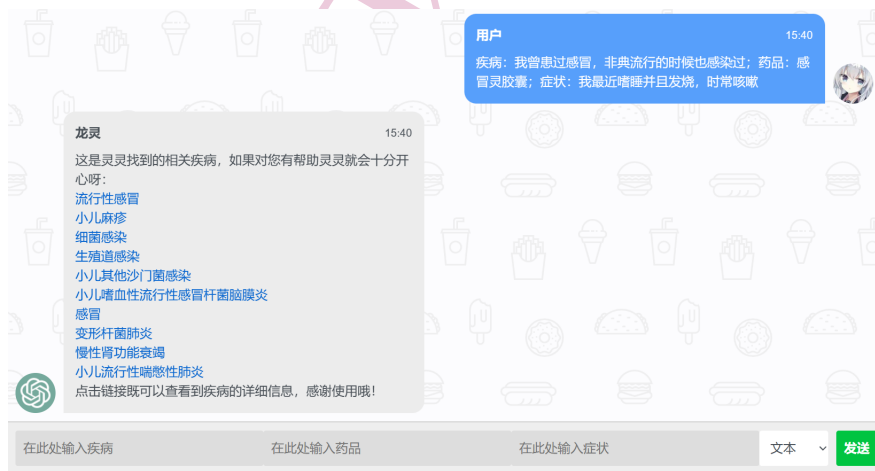 用户 15:40
疾病：我曾患过感冒，非典流行的时候也感染过；药品：感
冒灵胶囊；症状：我最近嗜睡并且发烧，时常咳嗽
龙灵 15:40
这是灵灵找到的相关疾病，如果对您有帮助灵灵就会十分开
心呀：
流行性感冒
小儿麻疹
细菌感染
生殖道感染
小儿其他沙门菌感染
小儿嗜血性流行性感冒杆菌脑膜炎
感冒
变形杆菌肺炎
慢性肾功能衰竭
小儿流行性喘憋性肺炎
点击链接既可以查看到疾病的详细信息，感谢使用哦！
在此处输入疾病 在此处输入药品 在此处输入症状 文本 发送